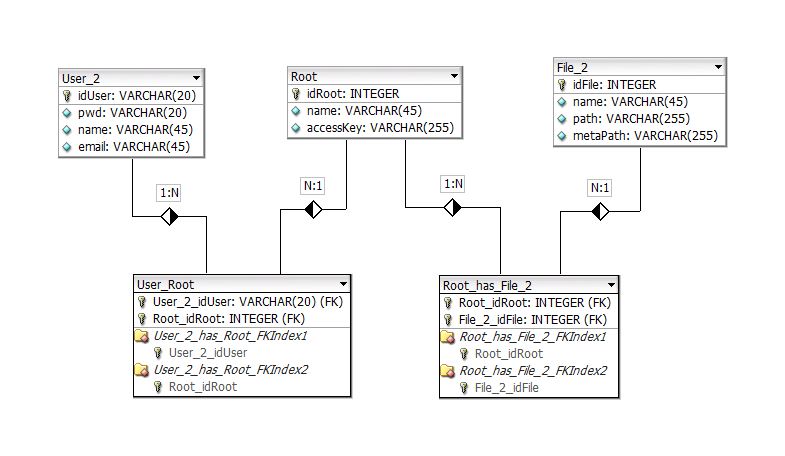 User_2
idUser: VARCHAR(20)
pwd: VARCHAR(20)
name: VARCHAR(45)
email: VARCHAR(45)
Root
idRoot: INTEGER
name: VARCHAR(45)
accessKey: VARCHAR(255)
File_2
idFile: INTEGER
name: VARCHAR(45)
path: VARCHAR(255)
metaPath: VARCHAR(255)
1:N
N:1
1:N
N:1
User_Root
User_2_idUser: VARCHAR(20) (FK)
Root_idRoot: INTEGER (FK)
User_2_has_Root_FKIndex1
User_2_idUser
User_2_has_Root_FKIndex2
Root_idRoot
Root_has_File_2
Root_idRoot: INTEGER (FK)
File_2_idFile: INTEGER (FK)
Root_has_File_2_FKIndex1
Root_idRoot
Root_has_File_2_FKIndex2
File_2_idFile